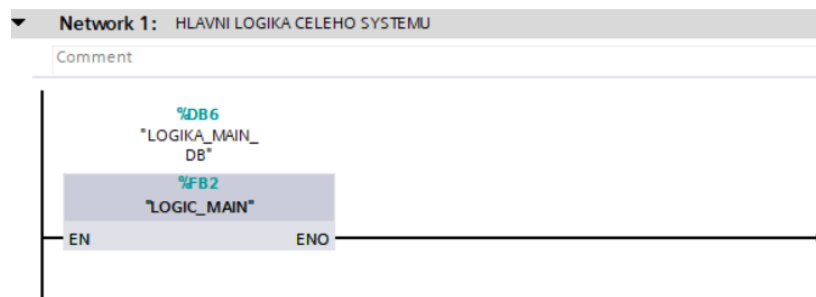 Network 1: HLAVNI LOGIKA CELEHO SYSTEMU
Comment
%DB6
"LOGIKA_MAIN_
DB"
%FB2
"LOGIC_MAIN"
EN ENO